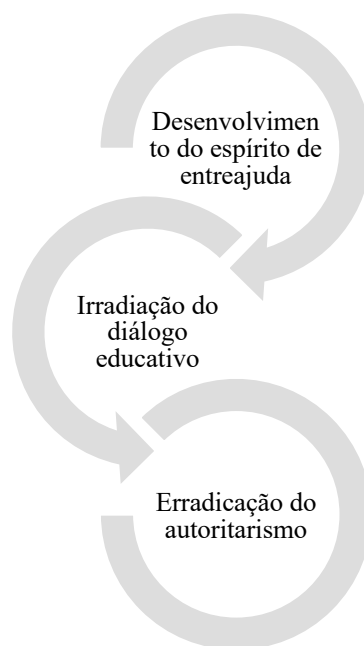 Desenvolvimen
to do espírito de
entreajuda
Irradiação do
diálogo
educativo
Erradicação do
autoritarismo